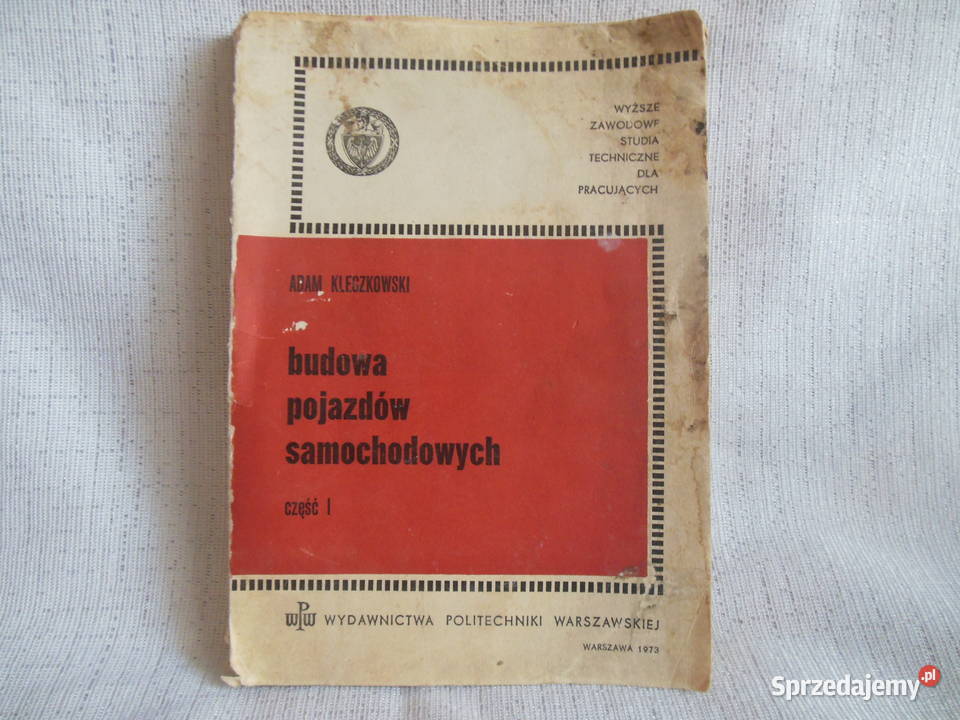 WYŻSZE
ZAWODOWE
STUDIA
TECHNICZNE
DLA
PRACUJĄCYCH
ADAM KLECZKOWSKI
budowa
pojazdów
samochodowych
część I
WPW WYDAWNICTWA POLITECHNIKI WARSZAWSKIEJ
WARSZAWA 1973
Sprzedajemy.pl